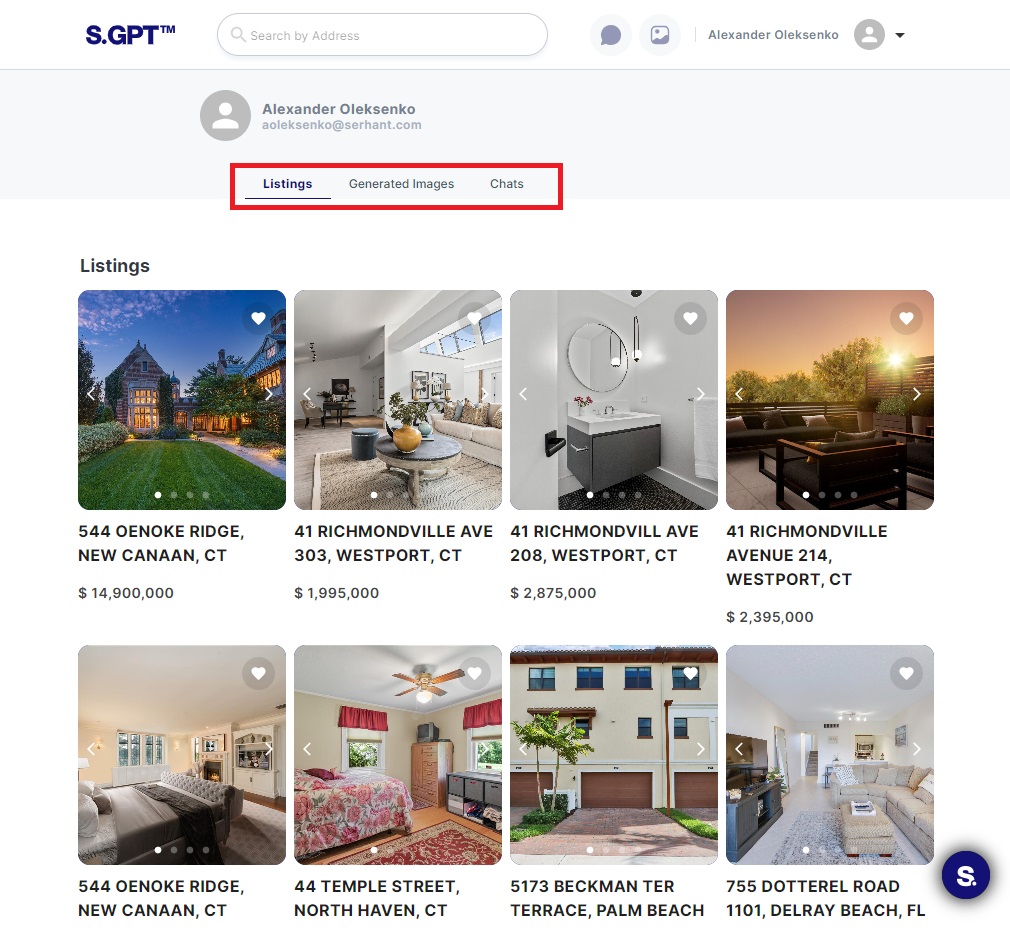 S.GPT™
Search by Address
Alexander Oleksenko
Alexander Oleksenko
aoleksenko@serhant.com
Listings
Generated Images
Chats
Listings
544 OENOKE RIDGE,
NEW CANAAN, CT
$ 14,900,000
41 RICHMONDVILLE AVE
303, WESTPORT, CT
$ 1,995,000
41 RICHMONDVILL AVE
208, WESTPORT, CT
$ 2,875,000
41 RICHMONDVILLE
AVENUE 214,
WESTPORT, CT
$ 2,395,000
544 OENOKE RIDGE,
NEW CANAAN, CT
44 TEMPLE STREET,
NORTH HAVEN, CT
5173 BECKMAN TER
TERRACE, PALM BEACH
755 DOTTEREL ROAD
1101, DELRAY BEACH, FL
S.